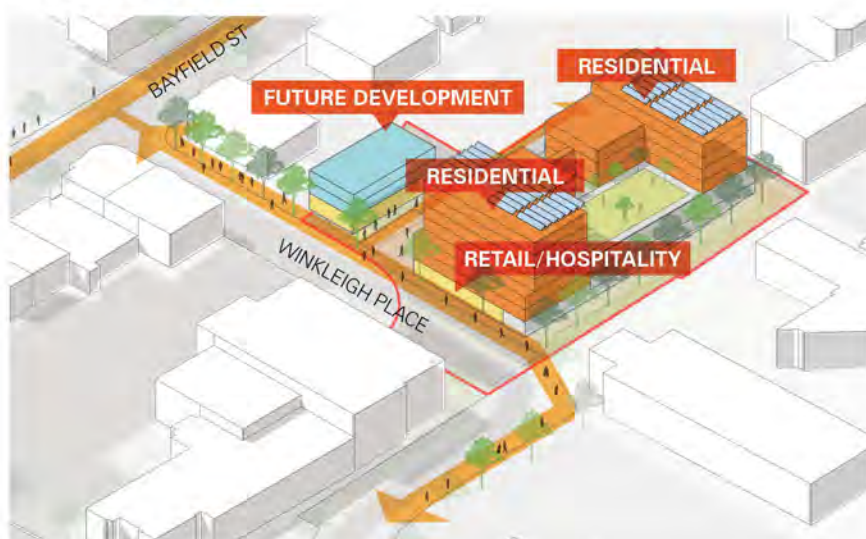 BAYFIELD ST
RESIDENTIAL
FUTURE DEVELOPMENT
RESIDENTIAL
RETAIL/HOSPITALITY
WINKLEIGH PLACE